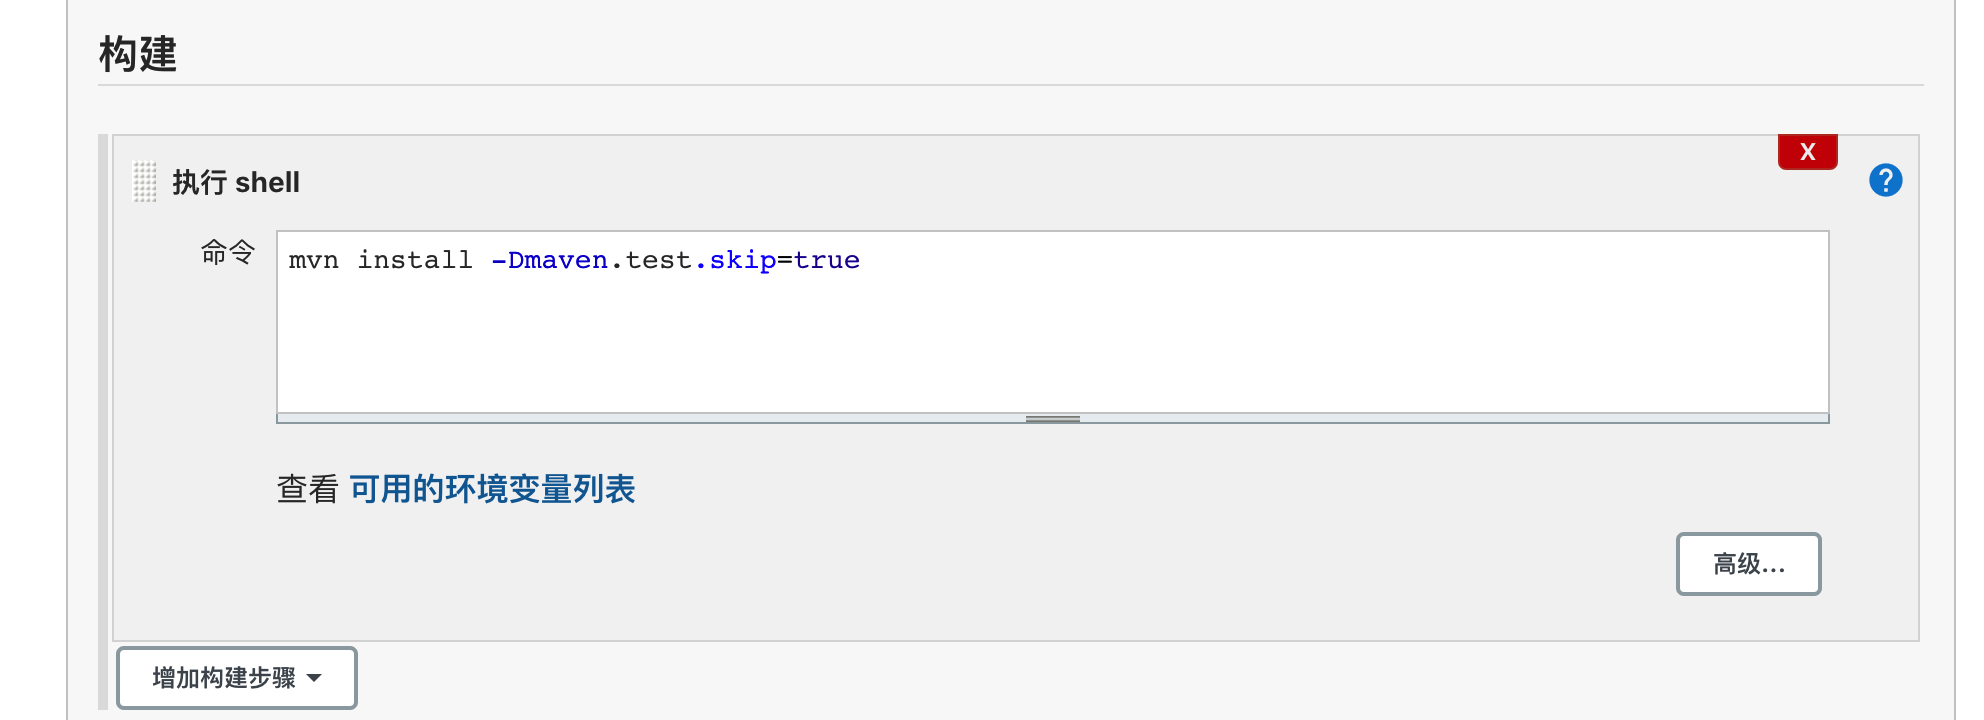 构建
X
执行 shell
?
命令
mvn install -Dmaven.test.skip=true
查看 可用的环境变量列表
高级...
增加构建步骤